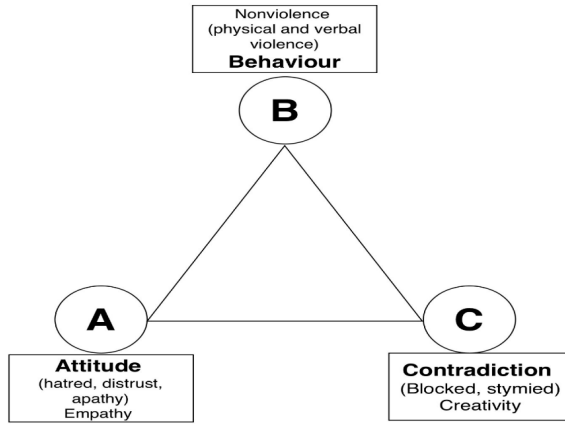 Nonviolence
(physical and verbal
violence)
Behaviour
B
A
C
Attitude
(hatred, distrust,
apathy)
Empathy
Contradiction
(Blocked, stymied)
Creativity